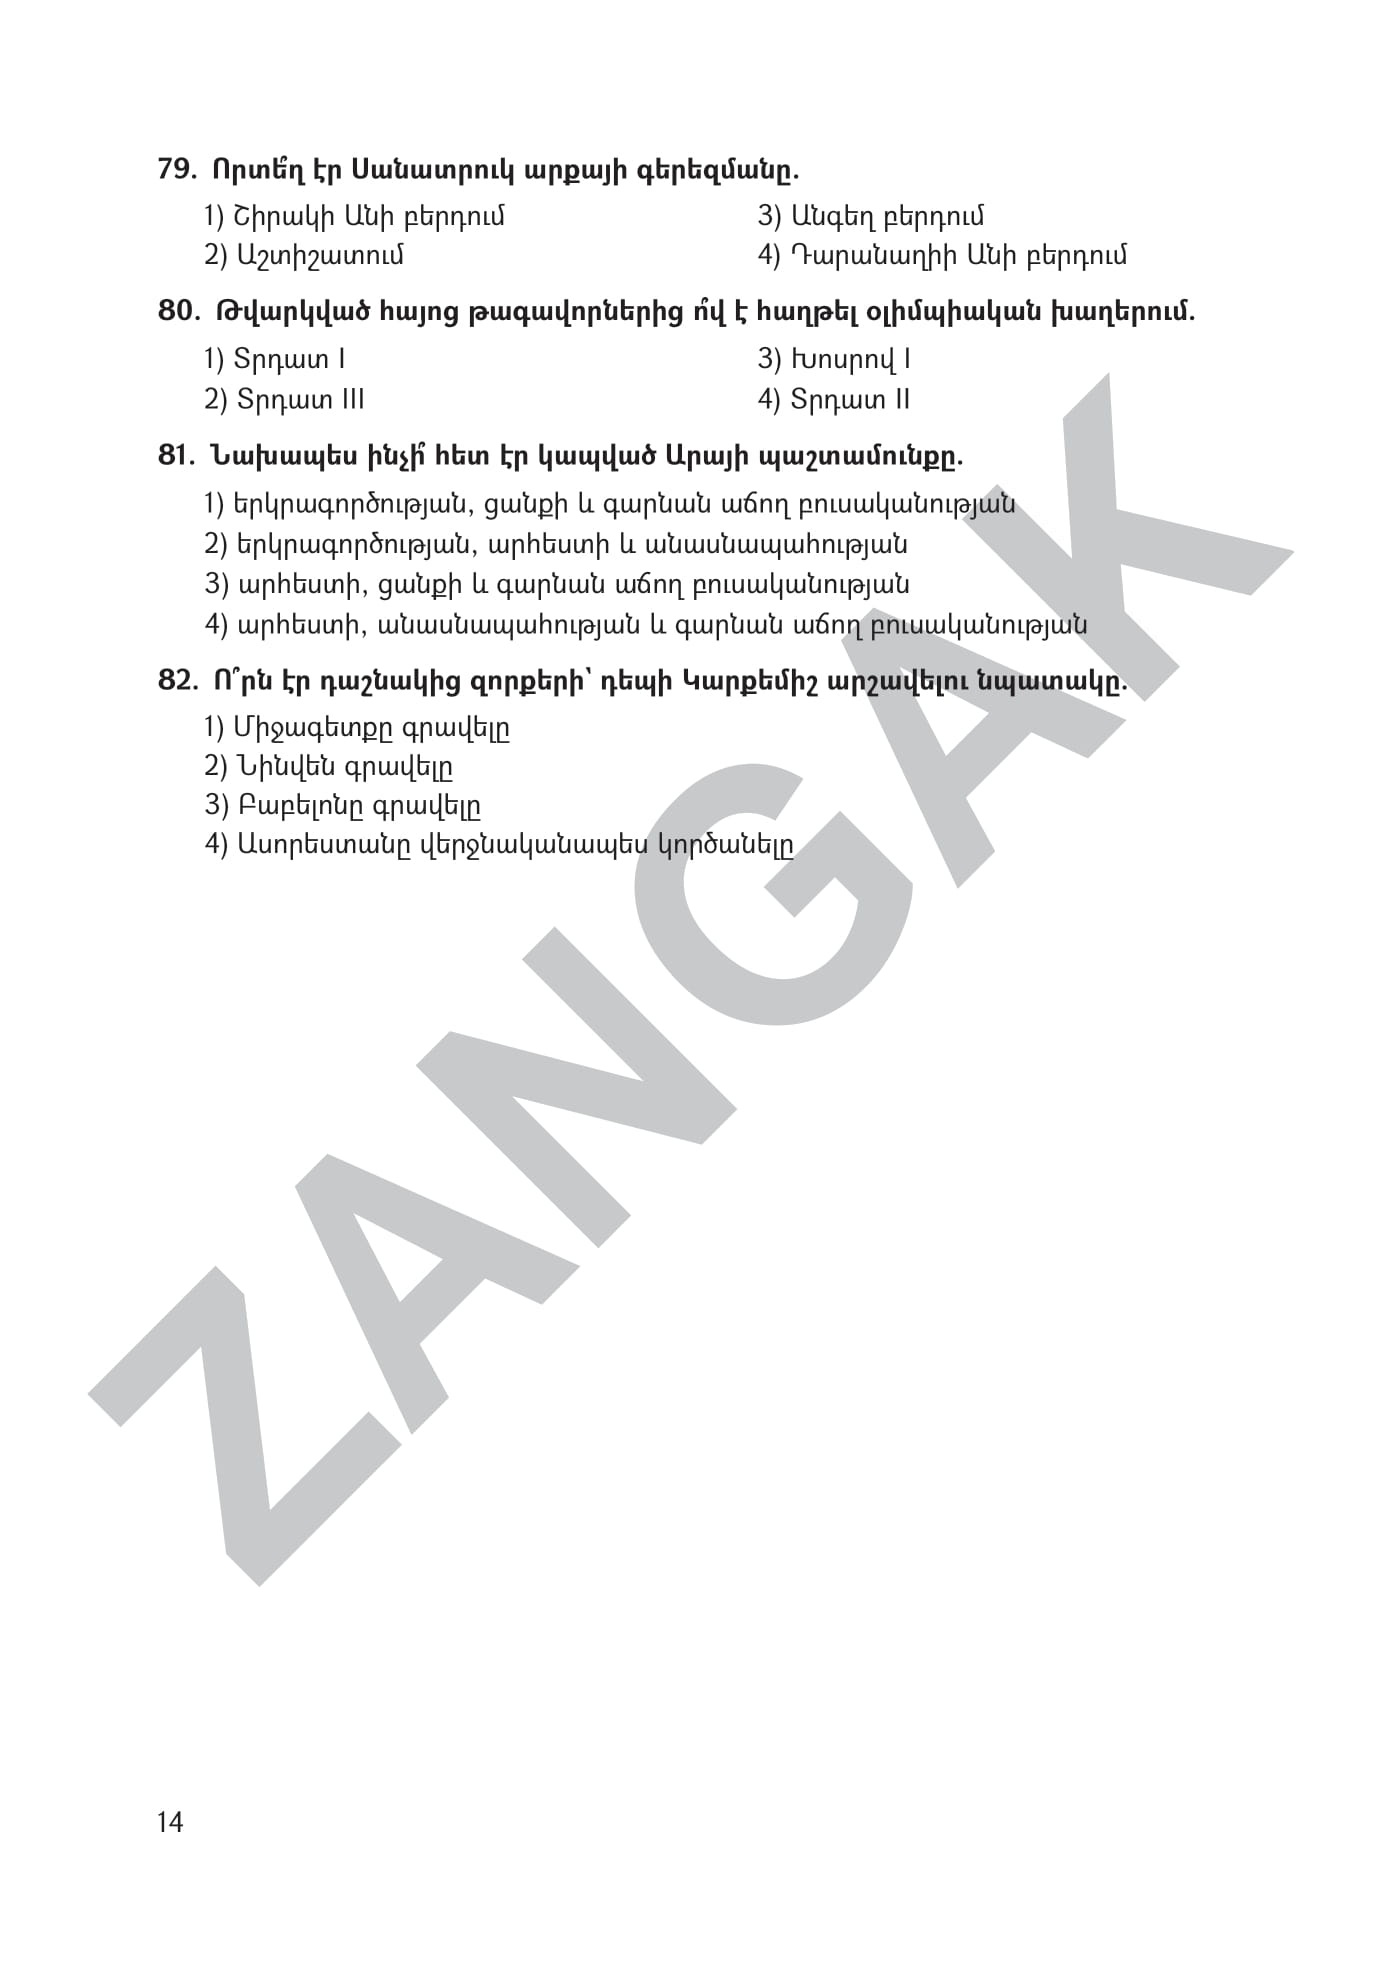 79. Որտե՞ղ էր Սանատրուկ արքայի գերեզմանը.
1) Շիրակի Անի բերդում
3) Անգեղ բերդում
2) Աշտիշատում
4) Դարանաղիի Անի բերդում
80. Թվարկված հայոց թագավորներից ո՞վ է հաղթել օլիմպիական խաղերում.
1) Տրդատ I
3) Խոսրով I
2) Տրդատ III
4) Տրդատ II
81. Նախապես ինչի՞ հետ էր կապված Արայի պաշտամունքը.
1) երկրագործության, ցանքի և գարնան աճող բուսականության
2) երկրագործության, արհեստի և անասնապահության
3) արհեստի, ցանքի և գարնան աճող բուսականության
4) արհեստի, անասնապահության և գարնան աճող բուսականության
82. Ո՞րն էր դաշնակից զորքերի՝ դեպի Կարքեմիշ արշավելու նպատակը.
1) Միջագետքը գրավելը
2) Նինվեն գրավելը
3) Բաբելոնը գրավելը
4) Ասորեստանը վերջնականապես կործանելը
ZANGAK
14